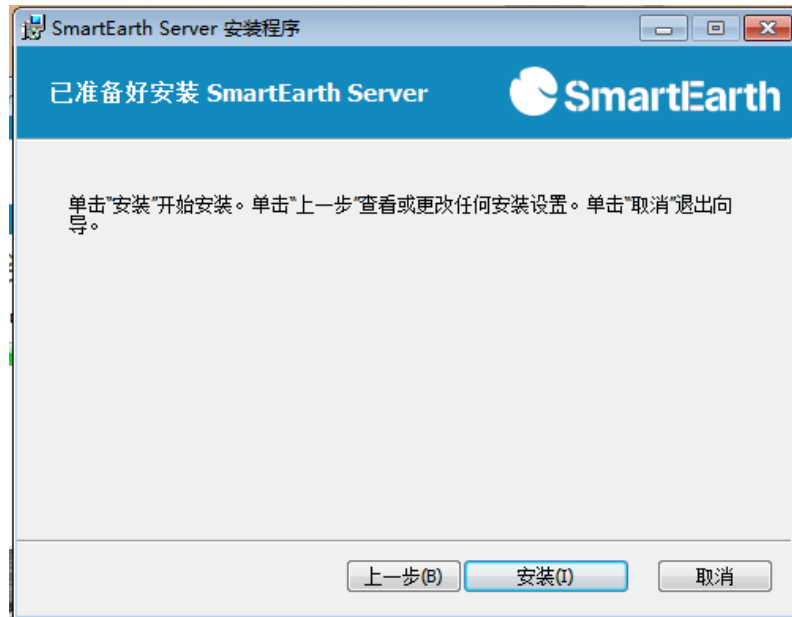 SmartEarth Server 安装程序
已准备好安装 SmartEarth Server
SmartEarth
单击"安装"开始安装。单击"上一步"查看或更改任何安装设置。单击"取消"退出向
导。
上一步(B)
安装(I)
取消